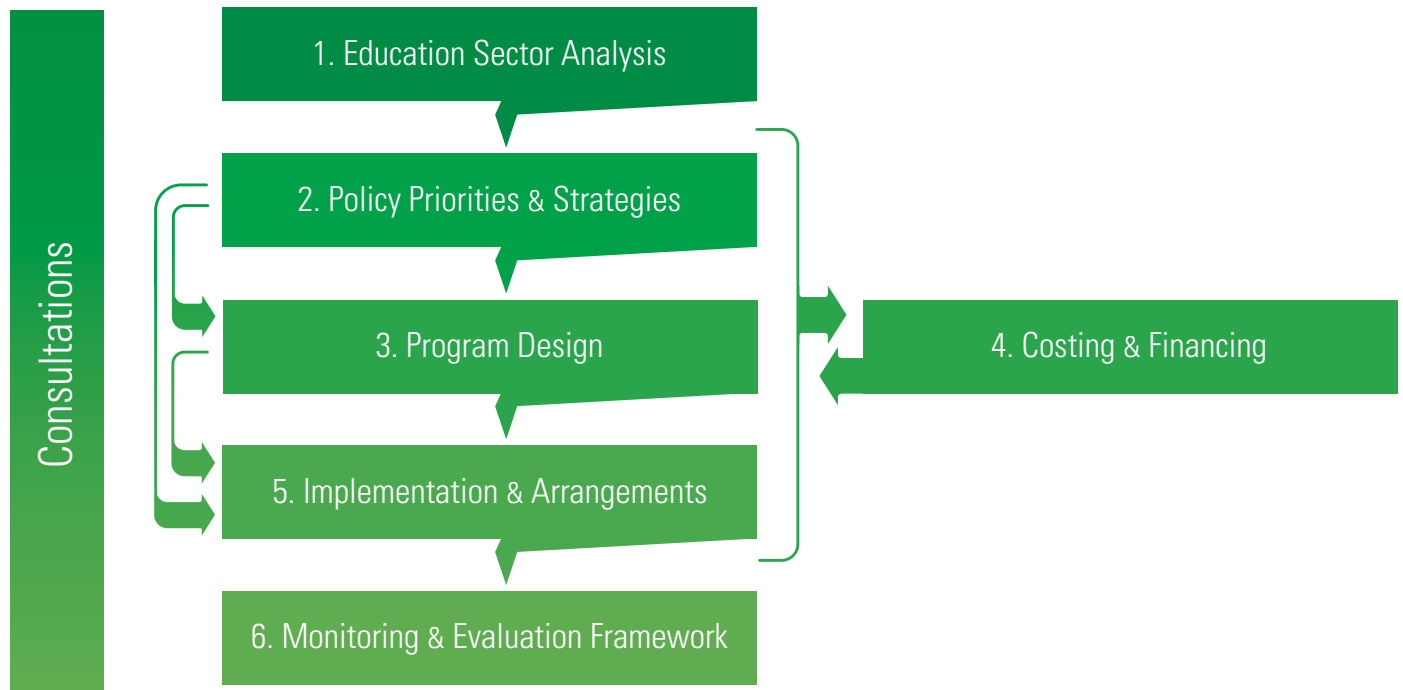 Consultations
1. Education Sector Analysis
2. Policy Priorities & Strategies
3. Program Design
4. Costing & Financing
5. Implementation & Arrangements
6. Monitoring & Evaluation Framework